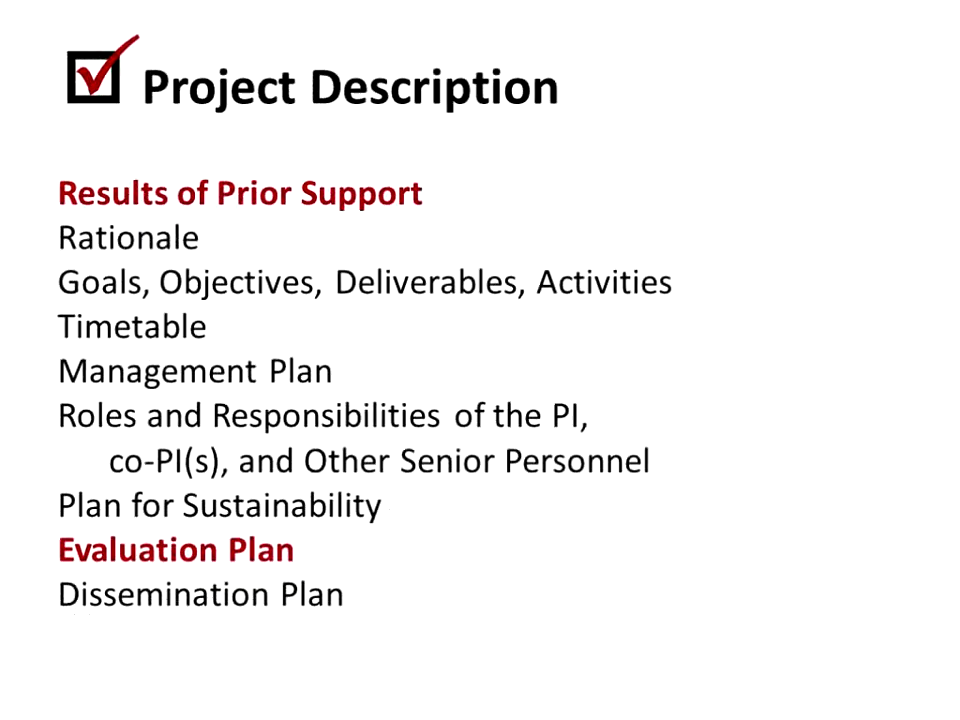 Project Description
Results of Prior Support
Rationale
Goals, Objectives, Deliverables, Activities
Timetable
Management Plan
Roles and Responsibilities of the PI,
co-PI(s), and Other Senior Personnel
Plan for Sustainability
Evaluation Plan
Dissemination Plan